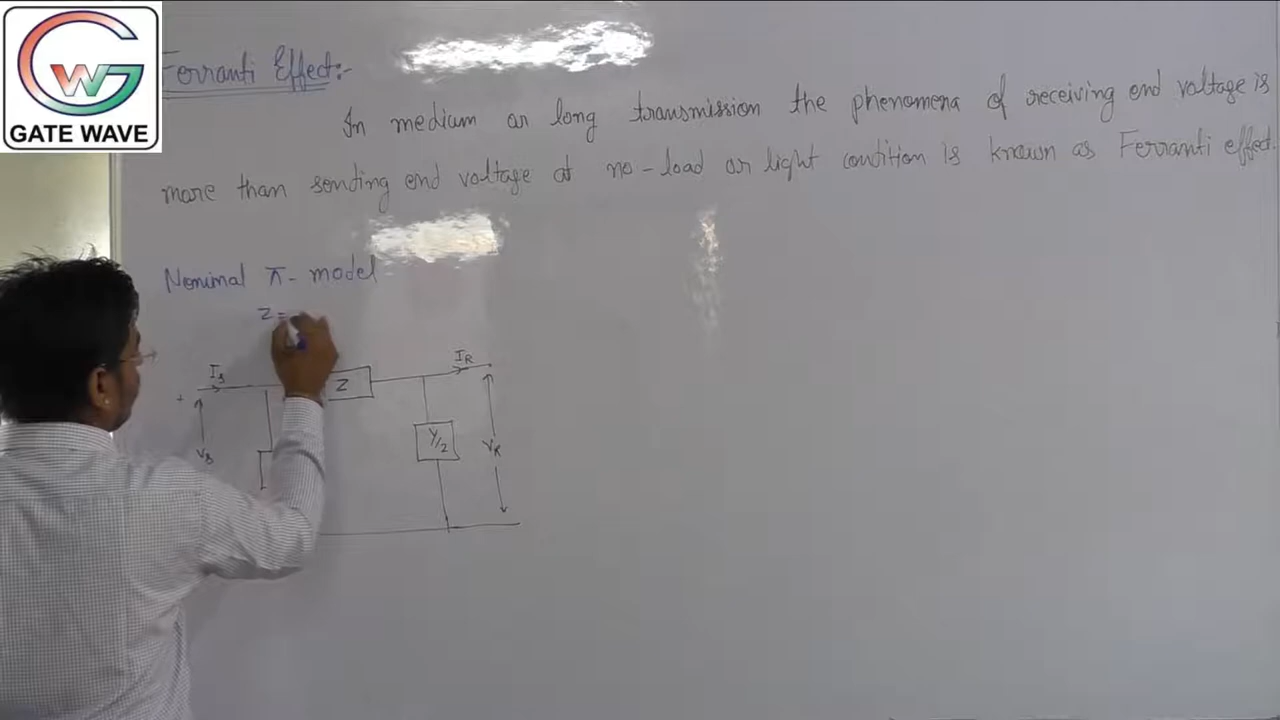 GW
GATE WAVE
Ferranti Effect:-
In medium or long transmission the phenomena of receiving end voltage is
more than sending end voltage at no-load or light condition is known as Ferranti effect.
Nominal π- model
Z=
Is
Z
IR
+
Vs
Y/2
VR